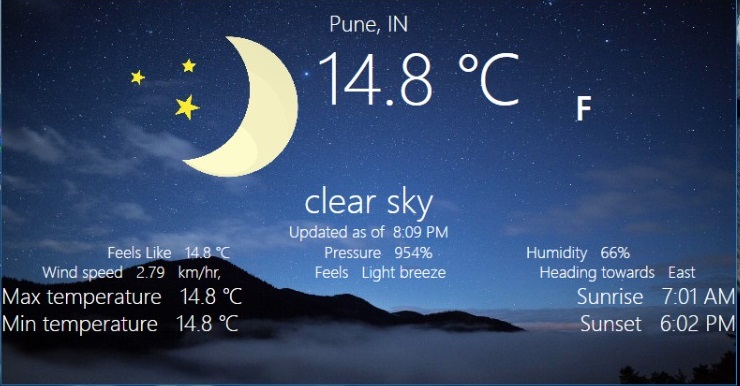 Pune, IN
14.8 °C
F
clear sky
Updated as of 8:09 PM
Feels Like 14.8 °C Pressure 954% Humidity 66%
Wind speed 2.79 km/hr, Feels Light breeze Heading towards East
Max temperature 14.8 °C Sunrise 7:01 AM
Min temperature 14.8 °C Sunset 6:02 PM